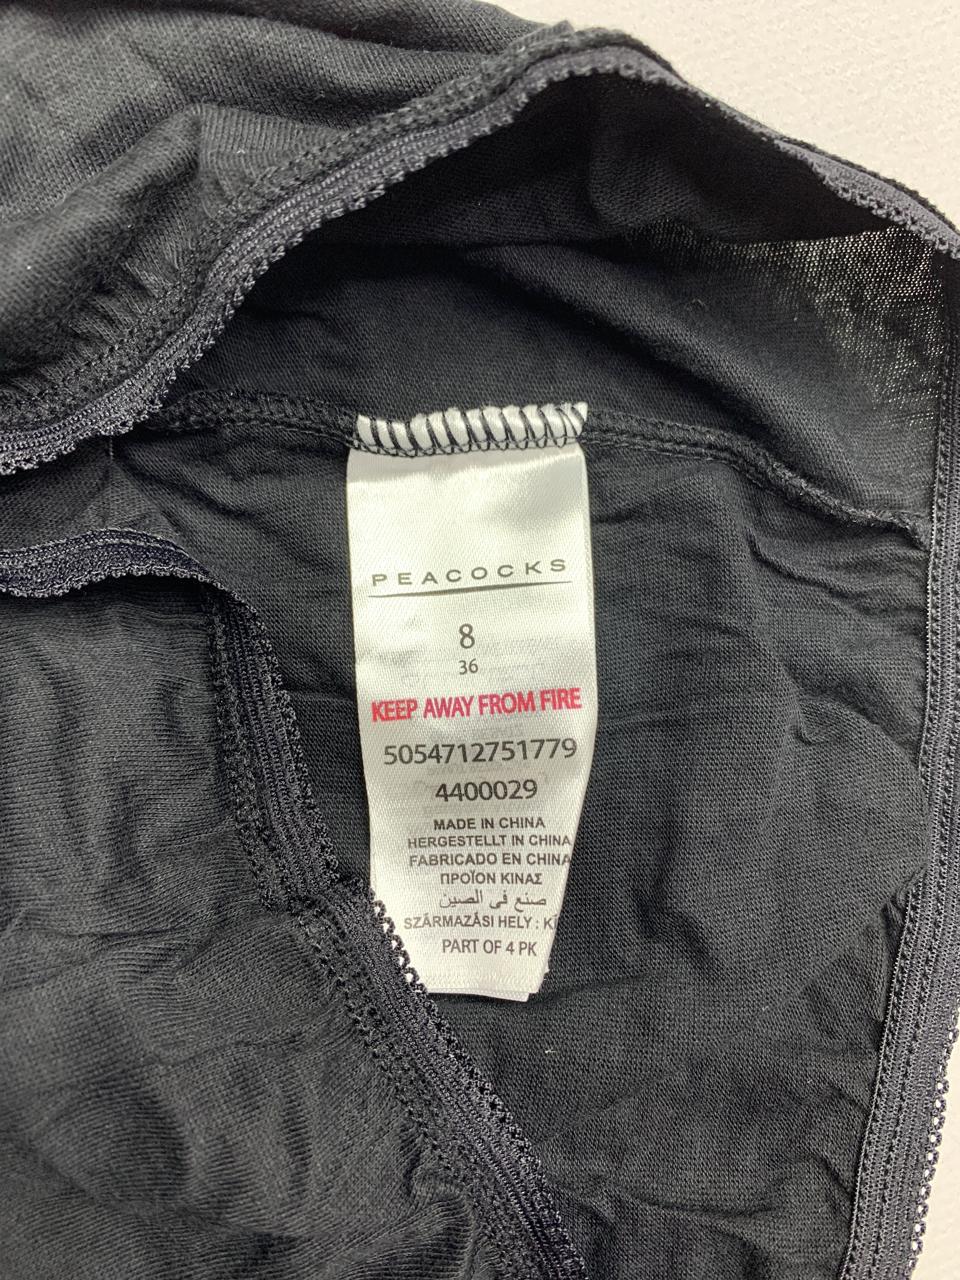 PEACOCKS
8
36
KEEP AWAY FROM FIRE
5054712751779
4400029
MADE IN CHINA
HERGESTELLT IN CHINA
FABRICADO EN CHINA
ΠΡΟΪΟΝ ΚΙΝΑΣ
صنع فى الصين
SZÁRMAZÁSI HELY :
PART OF 4 PK